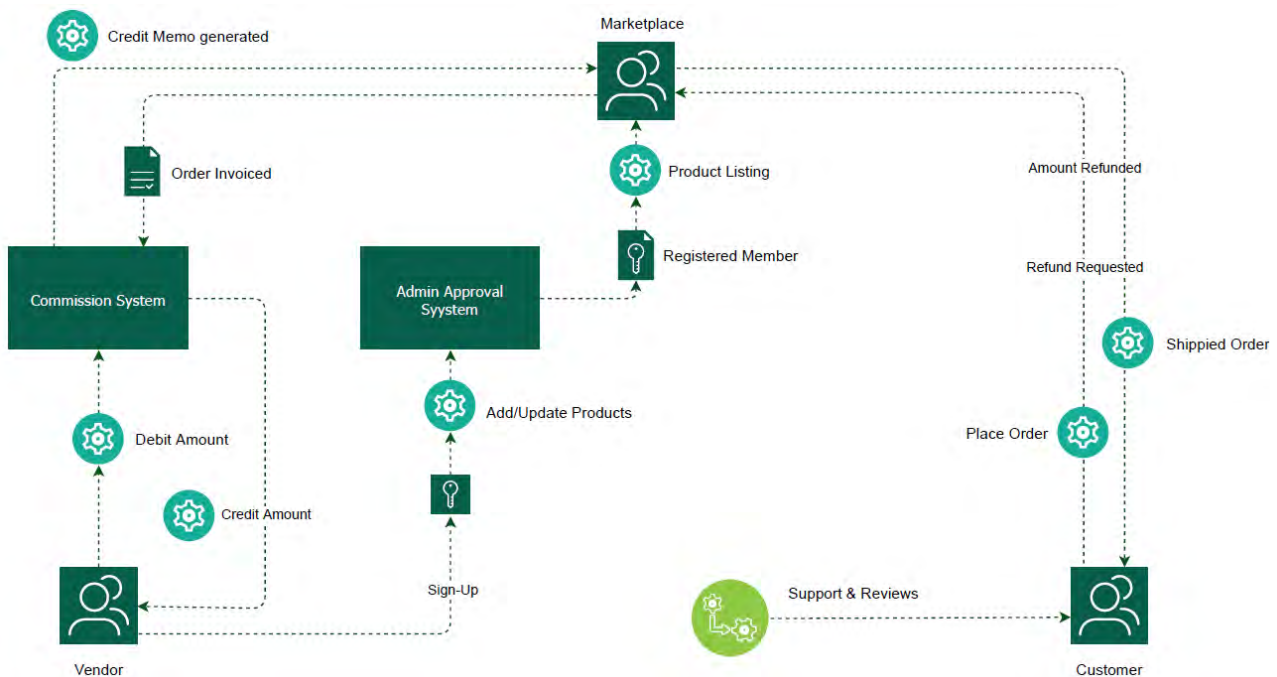 Marketplace
Credit Memo generated
Order Invoiced
Product Listing
Amount Refunded
Registered Member
Refund Requested
Commission System
Admin Approval
Syystem
Shippied Order
Add/Update Products
Place Order
Debit Amount
Credit Amount
Sign-Up
Support & Reviews
Vendor
Customer